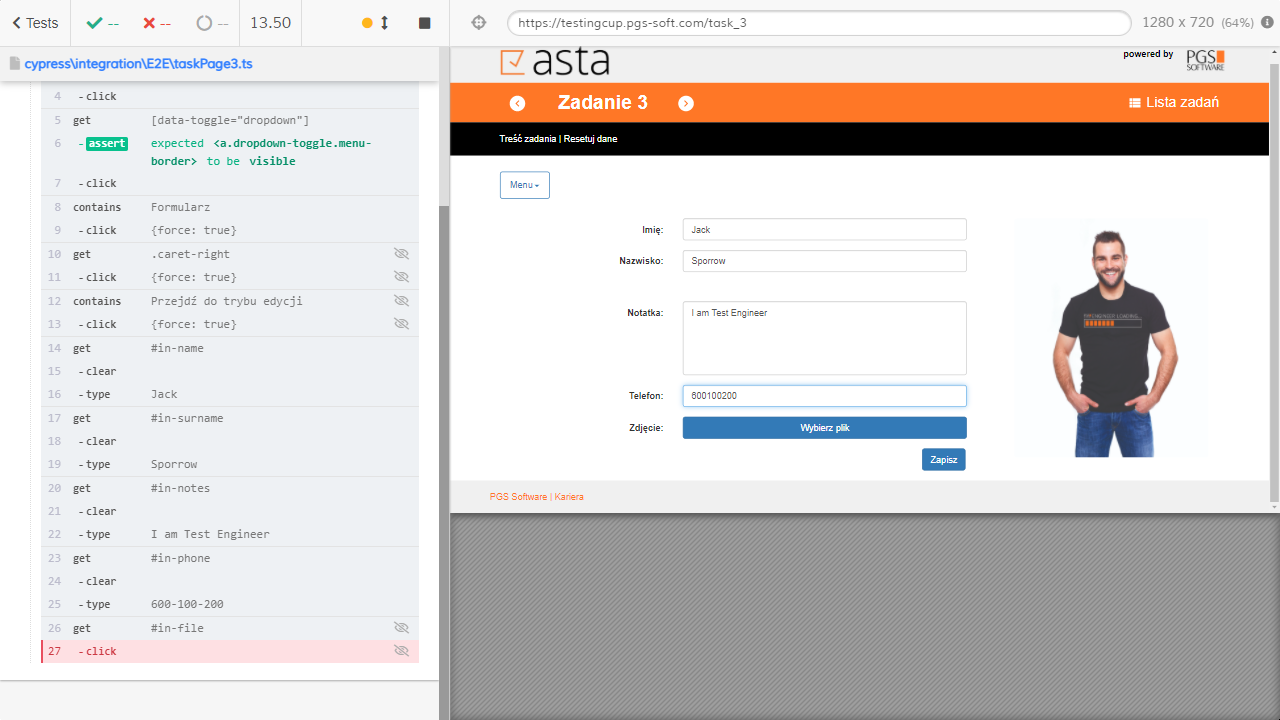 Tests
--
--
--
13.50
https://testingcup.pgs-soft.com/task_3
1280 x 720 (64%)
cypress\integration\E2E\taskPage3.ts
4 - click
5 get [data-toggle="dropdown"]
6 - assert expected <a.dropdown-toggle.menu-
border> to be visible
7 - click
8 contains Formularz
9 - click {force: true}
10 get .caret-right
11 - click {force: true}
12 contains Przejdź do trybu edycji
13 - click {force: true}
14 get #in-name
15 - clear
16 - type Jack
17 get #in-surname
18 - clear
19 - type Sporrow
20 get #in-notes
21 - clear
22 - type I am Test Engineer
23 get #in-phone
24 - clear
25 - type 600-100-200
26 get #in-file
27 - click
asta
powered by PGS
SOFTWARE
Zadanie 3
Lista zadań
Treść zadania | Resetuj dane
Menu
Imię: Jack
Nazwisko: Sporrow
Notatka: I am Test Engineer
Telefon: 600100200
Zdjęcie: Wybierz plik
Zapisz
PGS Software | Kariera